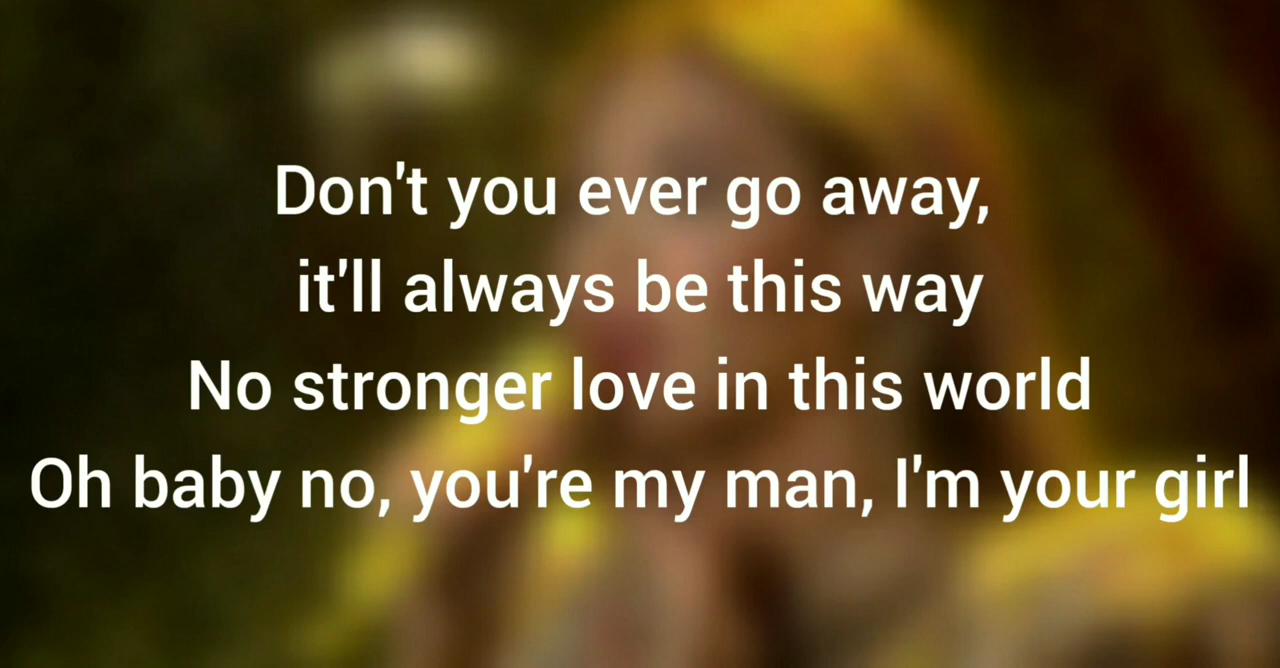 Don't you ever go away,
it'll always be this way
No stronger love in this world
Oh baby no, you're my man, I'm your girl